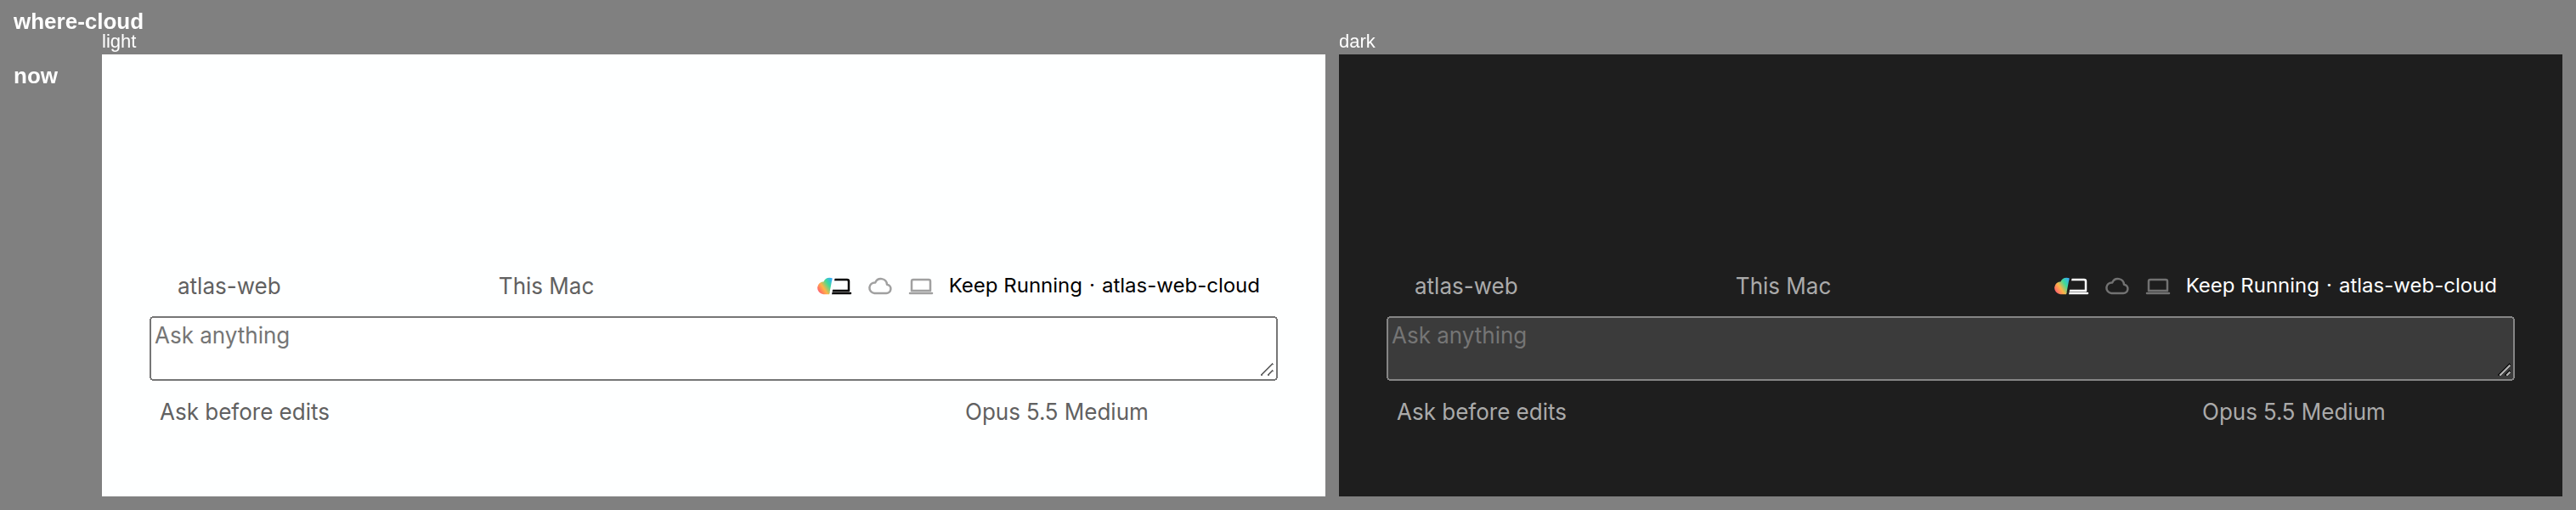 where-cloud
light
dark
now
atlas-web This Mac Keep Running · atlas-web-cloud
Ask anything
Ask before edits Opus 5.5 Medium
atlas-web This Mac Keep Running · atlas-web-cloud
Ask anything
Ask before edits Opus 5.5 Medium